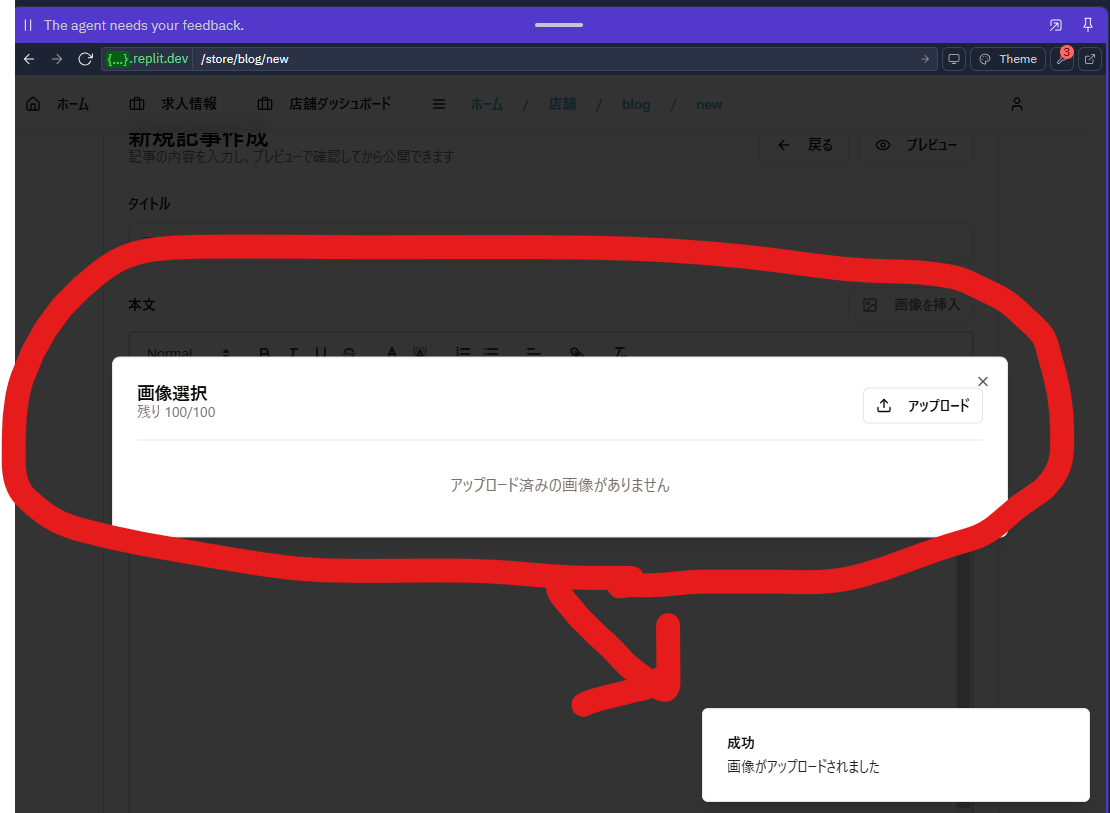 The agent needs your feedback.
{...}.replit.dev /store/blog/new Theme 3
ホーム 求人情報 店舗ダッシュボード ホーム / 店舗 / blog / new
新規記事作成
記事の内容を入力し、プレビューで確認してから公開できます
戻る プレビュー
タイトル
本文 画像を挿入
Normal B I U S A
画像選択
残り 100/100
アップロード
アップロード済みの画像がありません
成功
画像がアップロードされました